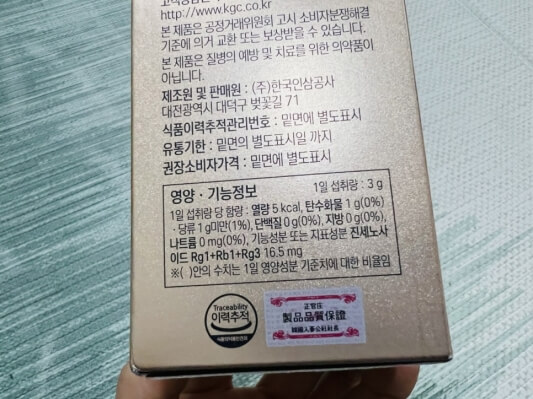 http://www.kgc.co.kr
본 제품은 공정거래위원회 고시 소비자분쟁해결
기준에 의거 교환 또는 보상받을 수 있습니다.
본 제품은 질병의 예방 및 치료를 위한 의약품이
아닙니다.
제조원 및 판매원 : (주)한국인삼공사
대전광역시 대덕구 벚꽃길 71
식품이력추적관리번호 : 밑면에 별도표시
유통기한 : 밑면의 별도표시일 까지
권장소비자가격 : 밑면에 별도표시
영양 · 기능정보 1일 섭취량 : 3 g
1일 섭취량 당 함량 : 열량 5 kcal, 탄수화물 1 g(0%)
· 당류 1 g미만(1%), 단백질 0 g(0%), 지방 0 g(0%),
나트륨 0 mg(0%), 기능성분 또는 지표성분 진세노사
이드 Rg1+Rb1+Rg3 16.5 mg
※( )안의 수치는 1일 영양성분 기준치에 대한 비율임
Traceability
이력추적
正官庄
製品品質保證
韓國人蔘公社社長